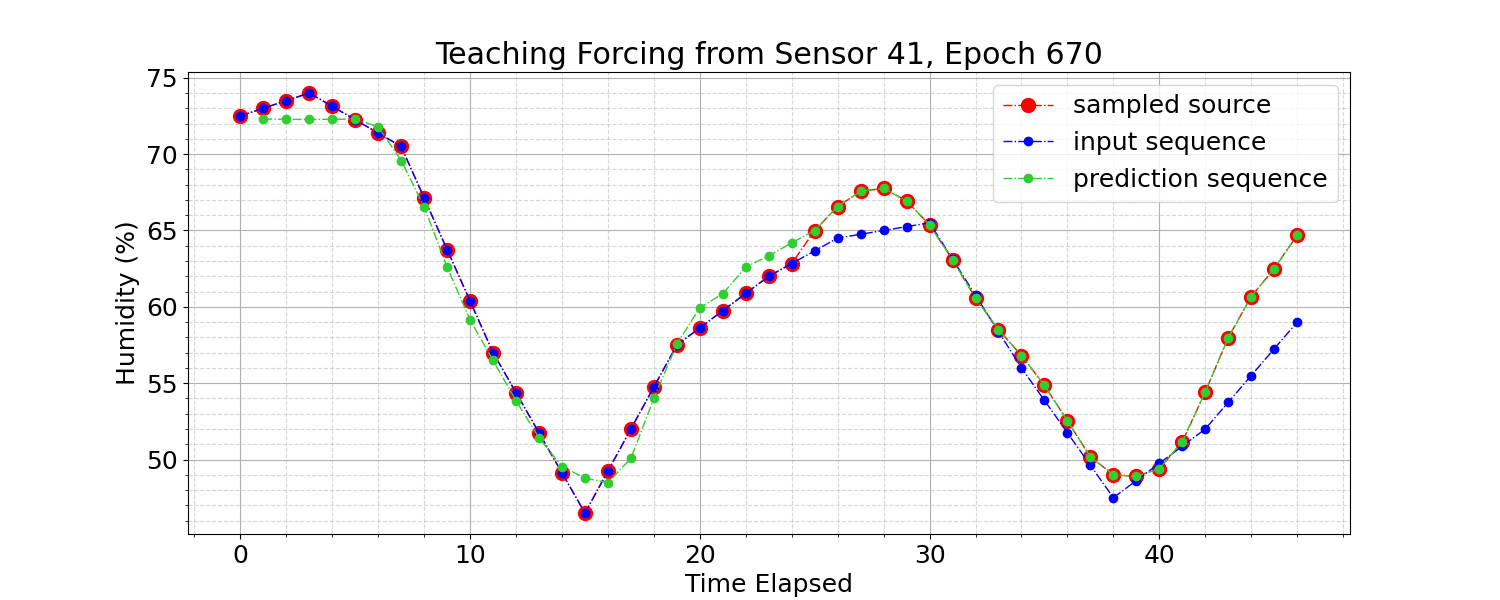 Teaching Forcing from Sensor 41, Epoch 670
75
70
65
60
55
50
Humidity (%)
sampled source
input sequence
prediction sequence
0 10 20 30 40
Time Elapsed